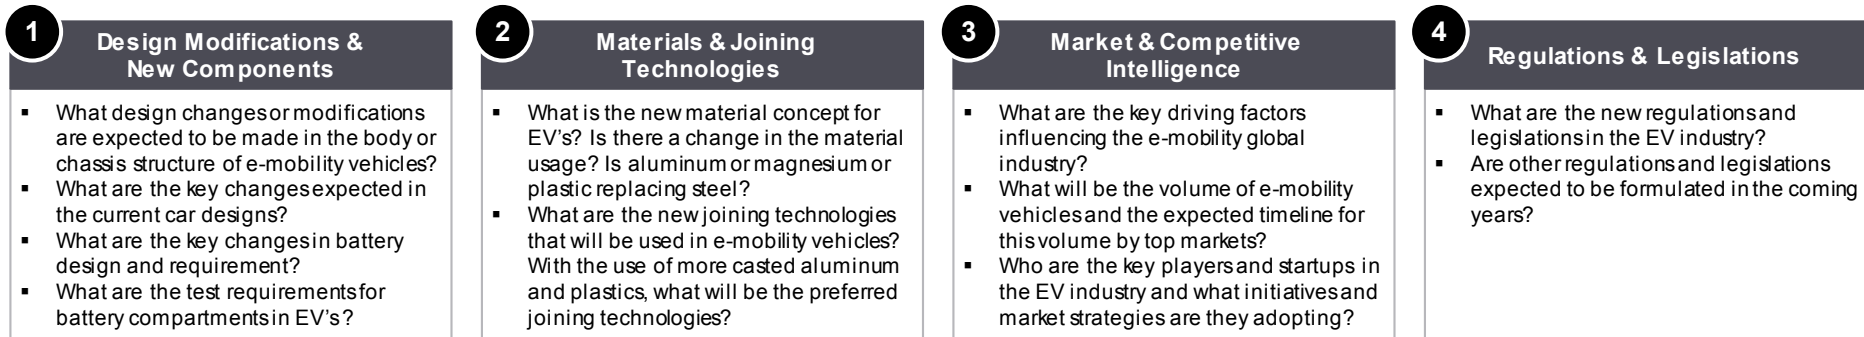 1
Design Modifications &
New Components
▪ What design changes or modifications
are expected to be made in the body or
chassis structure of e-mobility vehicles?
▪ What are the key changes expected in
the current car designs?
▪ What are the key changes in battery
design and requirement?
▪ What are the test requirements for
battery compartments in EV's?
2
Materials & Joining
Technologies
▪ What is the new material concept for
EV's? Is there a change in the material
usage? Is aluminum or magnesium or
plastic replacing steel?
▪ What are the new joining technologies
that will be used in e-mobility vehicles?
With the use of more casted aluminum
and plastics, what will be the preferred
joining technologies?
3
Market & Competitive
Intelligence
▪ What are the key driving factors
influencing the e-mobility global
industry?
▪ What will be the volume of e-mobility
vehicles and the expected timeline for
this volume by top markets?
▪ Who are the key players and startups in
the EV industry and what initiatives and
market strategies are they adopting?
4
Regulations & Legislations
▪ What are the new regulations and
legislations in the EV industry?
▪ Are other regulations and legislations
expected to be formulated in the coming
years?